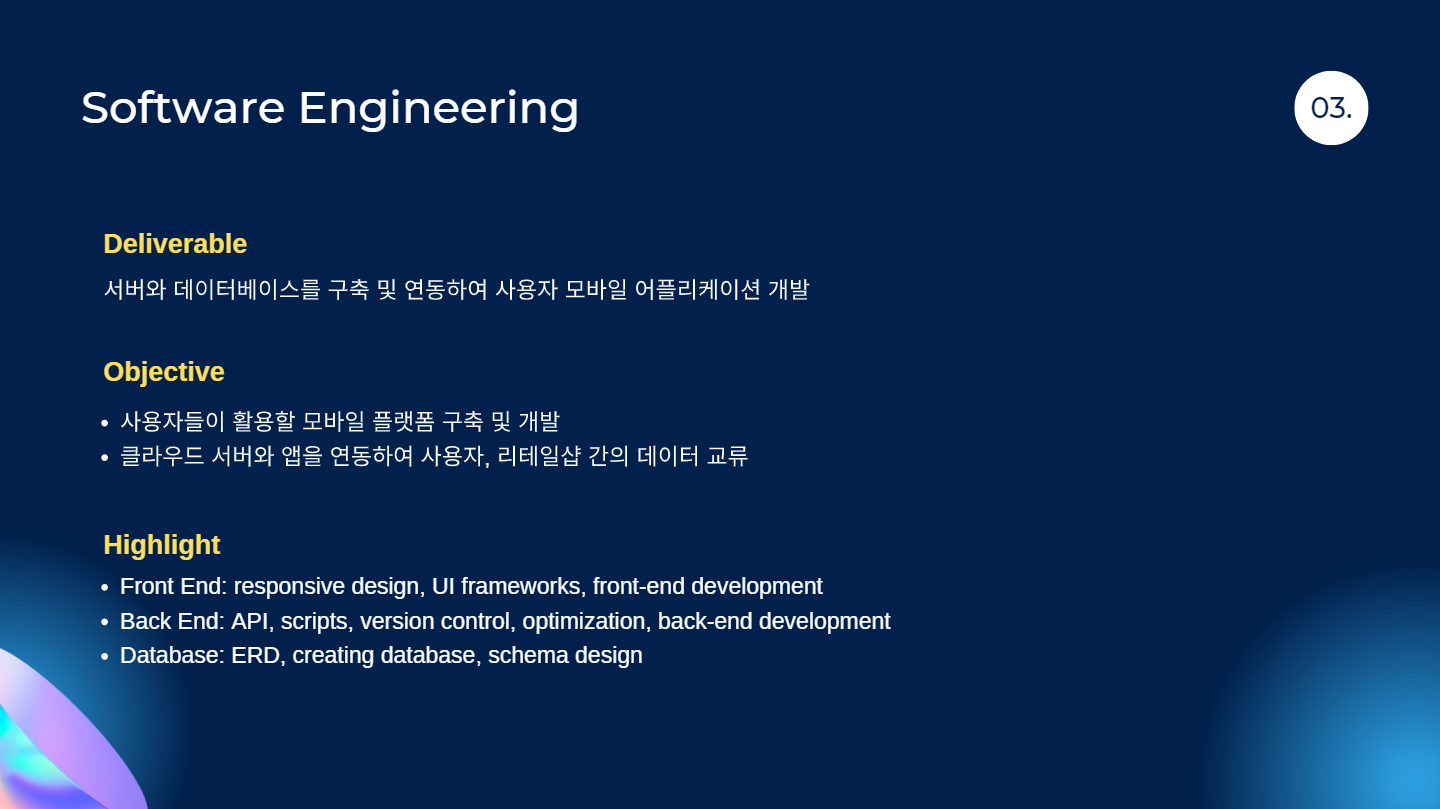 Software Engineering
03.
Deliverable
서버와 데이터베이스를 구축 및 연동하여 사용자 모바일 어플리케이션 개발
Objective
• 사용자들이 활용할 모바일 플랫폼 구축 및 개발
• 클라우드 서버와 앱을 연동하여 사용자, 리테일샵 간의 데이터 교류
Highlight
• Front End: responsive design, UI frameworks, front-end development
• Back End: API, scripts, version control, optimization, back-end development
• Database: ERD, creating database, schema design